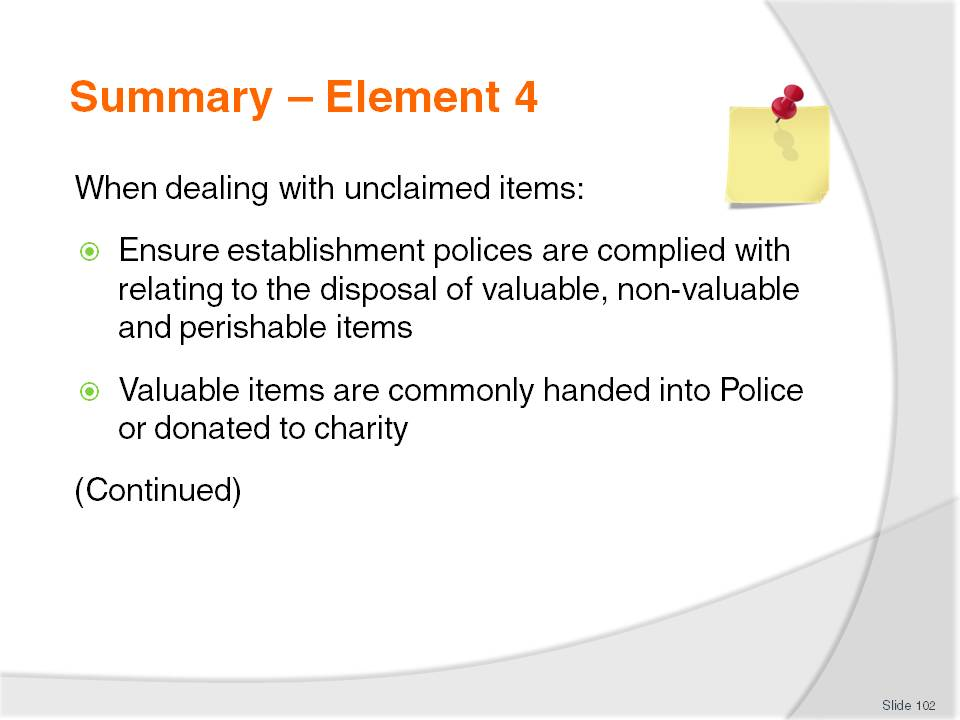 Summary – Element 4
When dealing with unclaimed items:
Ensure establishment polices are complied with
relating to the disposal of valuable, non-valuable
and perishable items
Valuable items are commonly handed into Police
or donated to charity
(Continued)
Slide 102